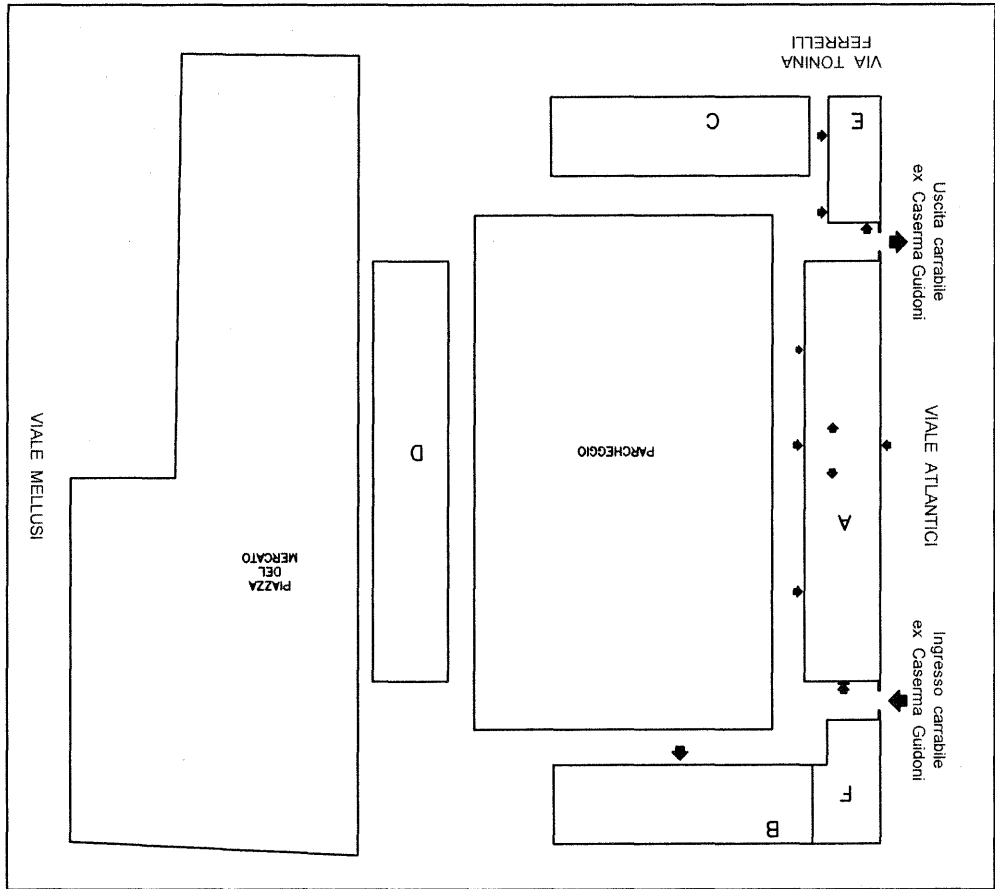 VIA TONINA
FERRELLI
C
E
Uscita carrabile
ex Caserma Guidoni
D
PARCHEGGIO
VIALE ATLANTICI
VIALE MELLUSI
A
PIAZZA
DEL
MERCATO
Ingresso carrabile
ex Caserma Guidoni
F
B